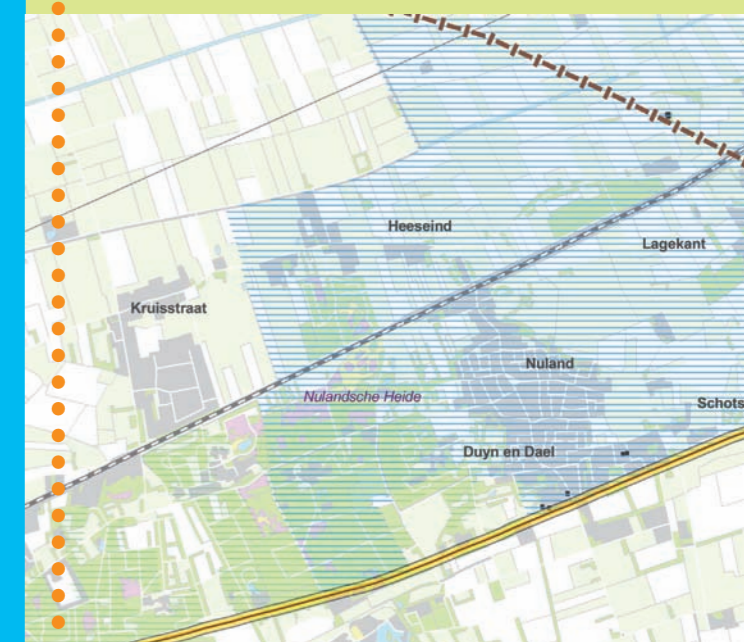 Heeseind
Lagekant
Kruisstraat
Nuland
Nulandsche Heide
Schots
Duyn en Dael